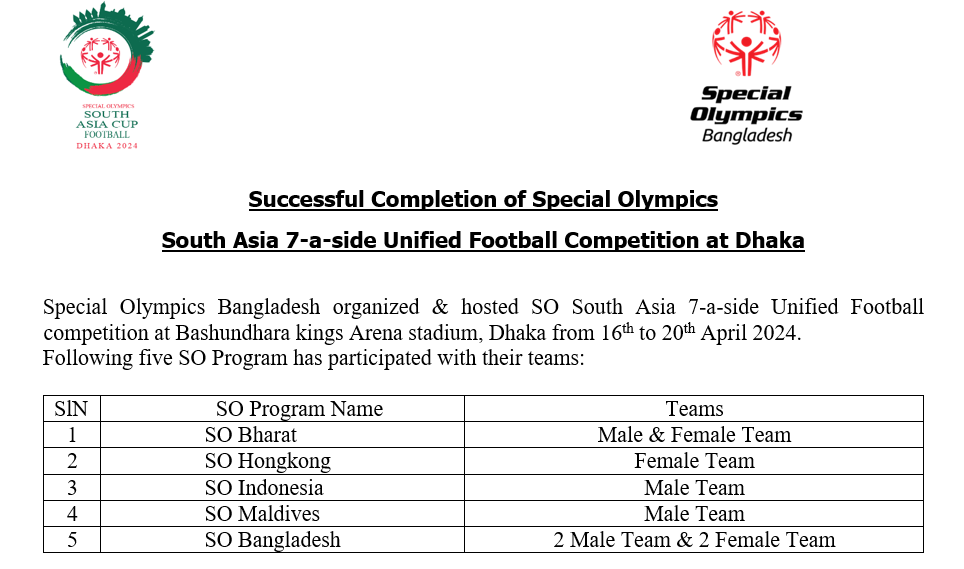 SPECIAL OLYMPICS
SOUTH
ASIA CUP
FOOTBALL
DHAKA 2024
Special
Olympics
Bangladesh
Successful Completion of Special Olympics
South Asia 7-a-side Unified Football Competition at Dhaka
Special Olympics Bangladesh organized & hosted SO South Asia 7-a-side Unified Football
competition at Bashundhara kings Arena stadium, Dhaka from 16th to 20th April 2024.
Following five SO Program has participated with their teams:
SlN SO Program Name Teams
1 SO Bharat Male & Female Team
2 SO Hongkong Female Team
3 SO Indonesia Male Team
4 SO Maldives Male Team
5 SO Bangladesh 2 Male Team & 2 Female Team